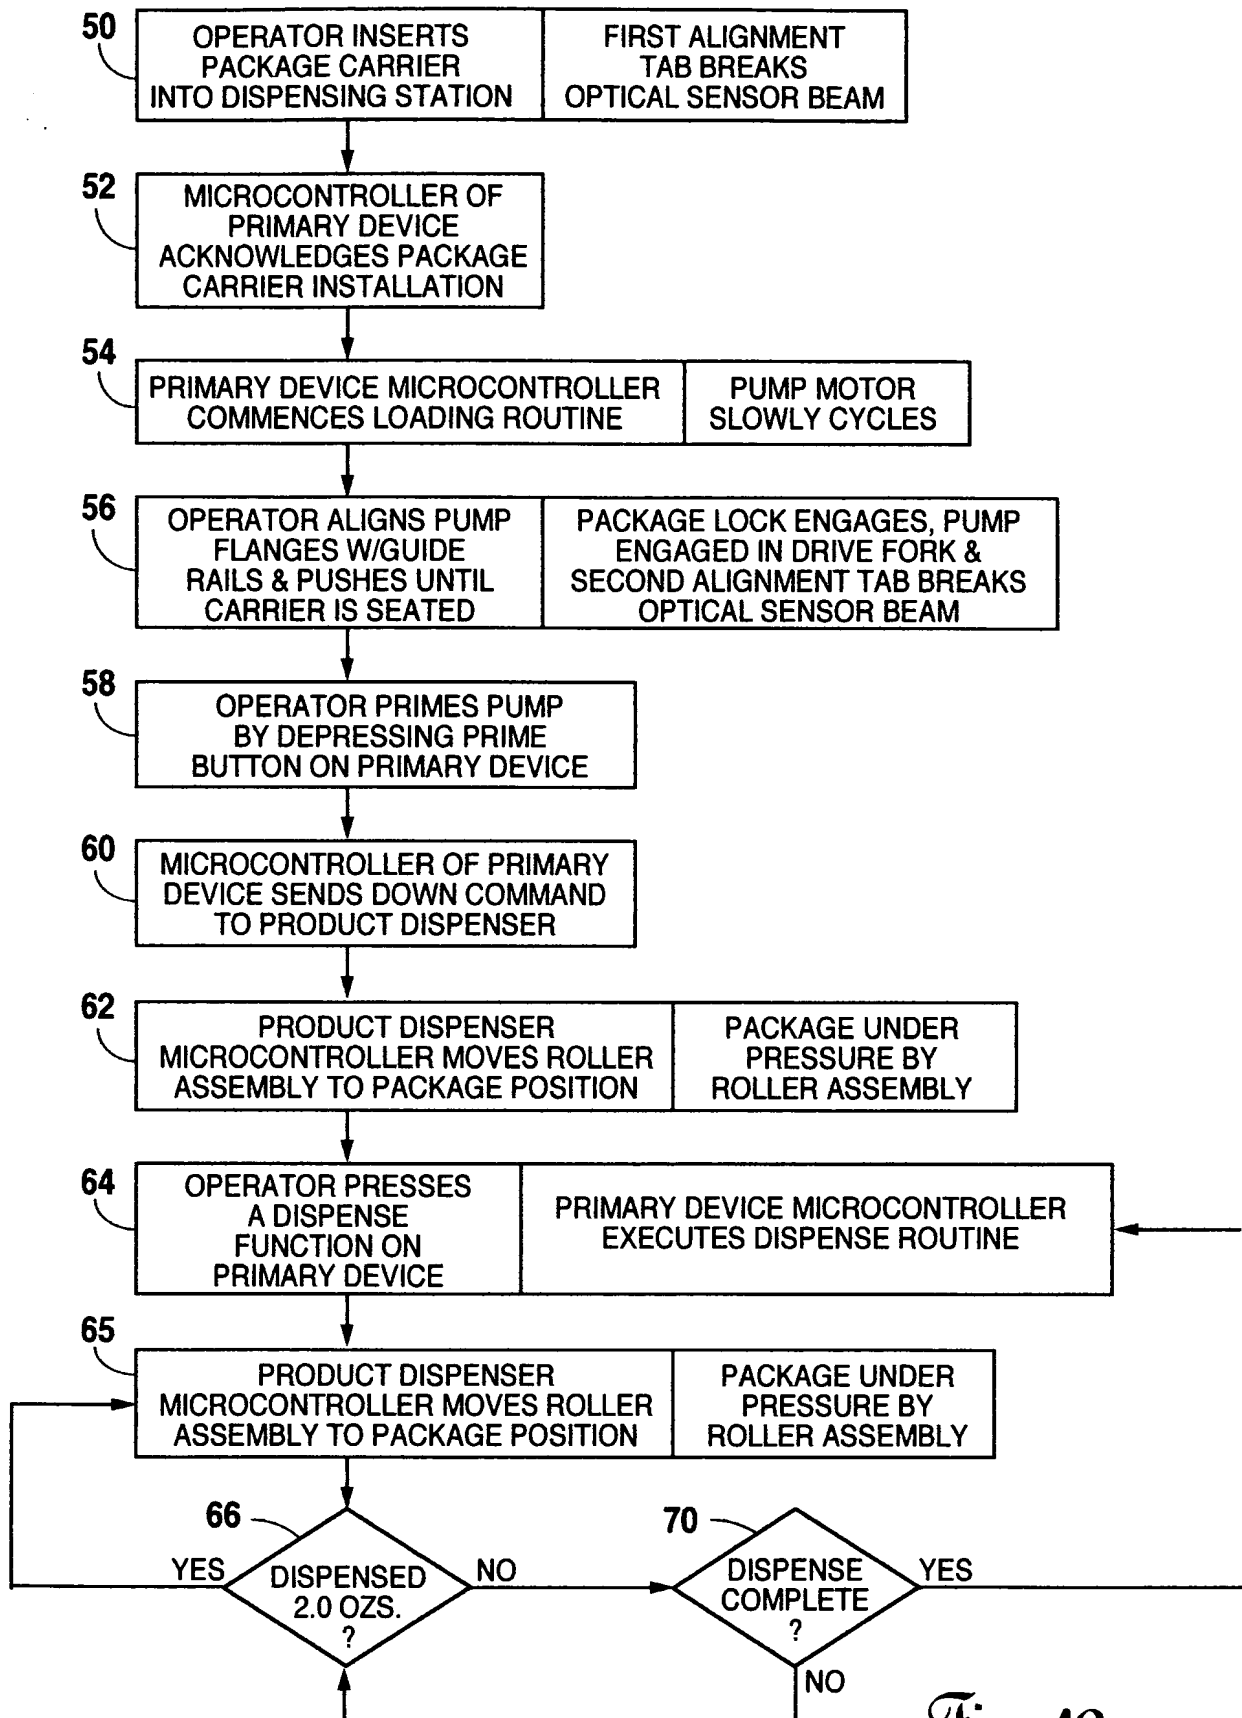 50
OPERATOR INSERTS
PACKAGE CARRIER
INTO DISPENSING STATION
FIRST ALIGNMENT
TAB BREAKS
OPTICAL SENSOR BEAM
52
MICROCONTROLLER OF
PRIMARY DEVICE
ACKNOWLEDGES PACKAGE
CARRIER INSTALLATION
54
PRIMARY DEVICE MICROCONTROLLER
COMMENCES LOADING ROUTINE
PUMP MOTOR
SLOWLY CYCLES
56
OPERATOR ALIGNS PUMP
FLANGES W/GUIDE
RAILS & PUSHES UNTIL
CARRIER IS SEATED
PACKAGE LOCK ENGAGES, PUMP
ENGAGED IN DRIVE FORK &
SECOND ALIGNMENT TAB BREAKS
OPTICAL SENSOR BEAM
58
OPERATOR PRIMES PUMP
BY DEPRESSING PRIME
BUTTON ON PRIMARY DEVICE
60
MICROCONTROLLER OF PRIMARY
DEVICE SENDS DOWN COMMAND
TO PRODUCT DISPENSER
62
PRODUCT DISPENSER
MICROCONTROLLER MOVES ROLLER
ASSEMBLY TO PACKAGE POSITION
PACKAGE UNDER
PRESSURE BY
ROLLER ASSEMBLY
64
OPERATOR PRESSES
A DISPENSE
FUNCTION ON
PRIMARY DEVICE
PRIMARY DEVICE MICROCONTROLLER
EXECUTES DISPENSE ROUTINE
65
PRODUCT DISPENSER
MICROCONTROLLER MOVES ROLLER
ASSEMBLY TO PACKAGE POSITION
PACKAGE UNDER
PRESSURE BY
ROLLER ASSEMBLY
66
YES
DISPENSED
2.0 OZS.
?
NO
70
DISPENSE
COMPLETE
?
YES
NO